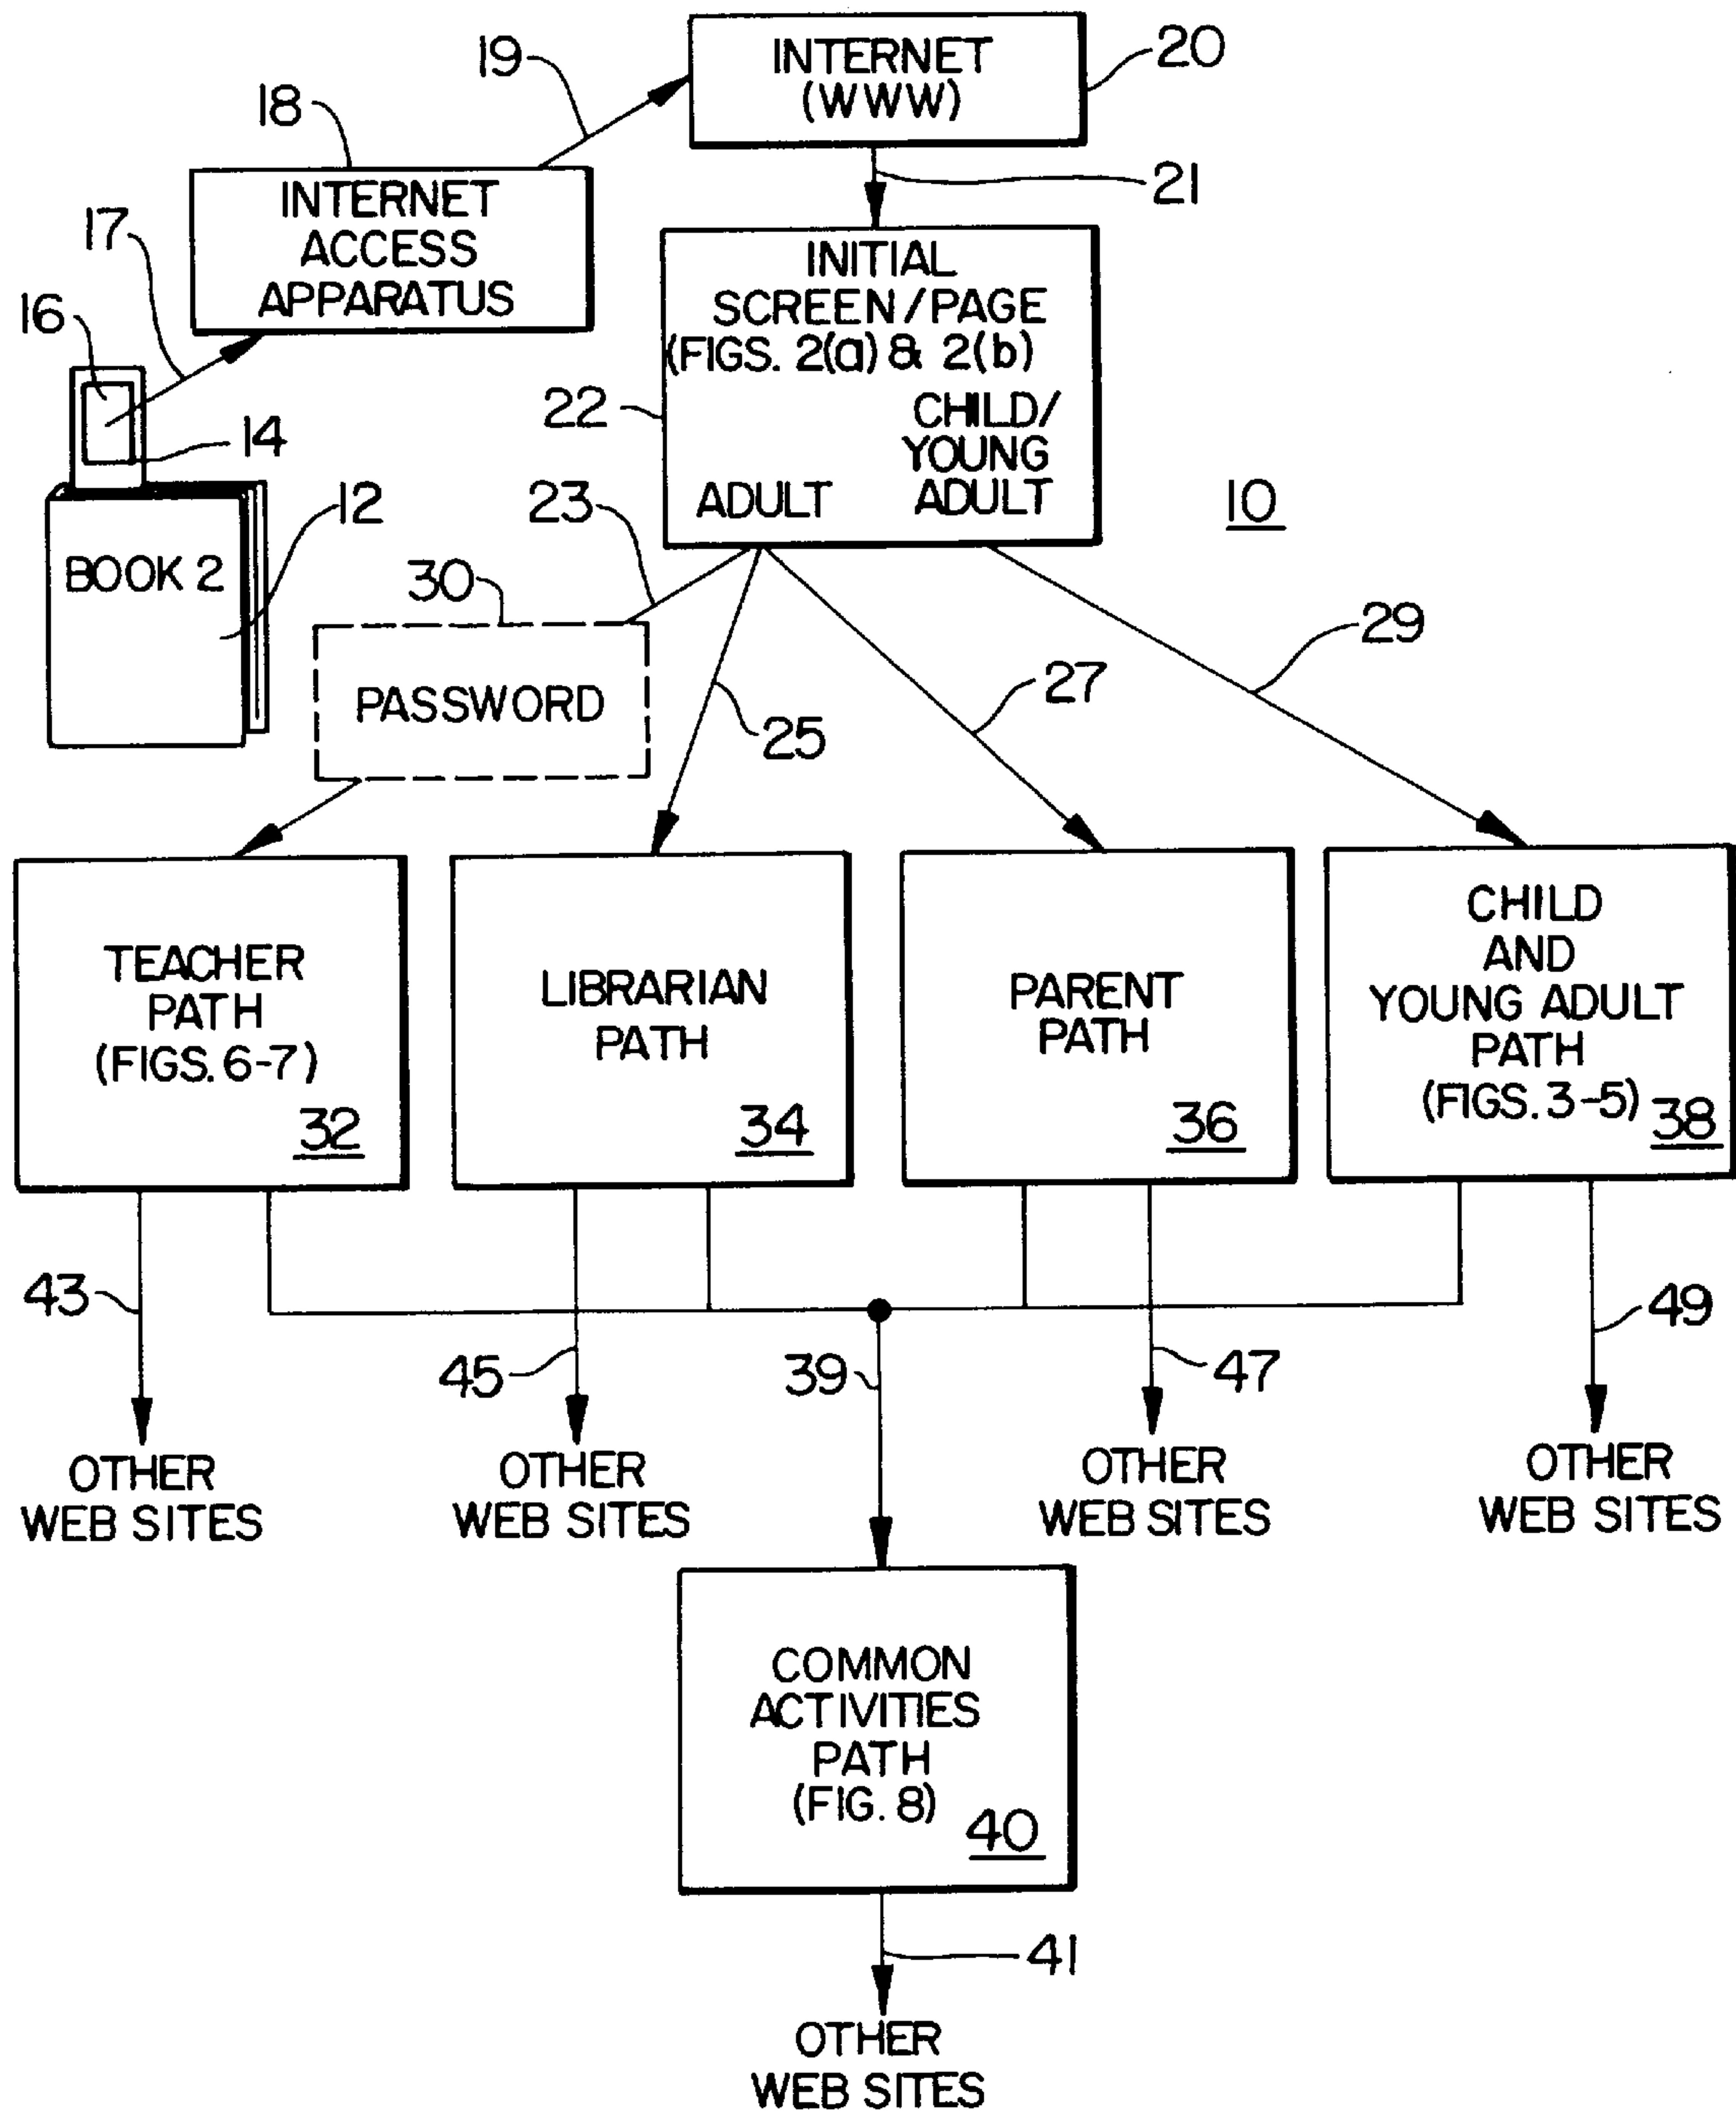 19
INTERNET
(WWW)
20
18
21
INTERNET
ACCESS
APPARATUS
17
16
14
INITIAL
SCREEN/PAGE
(FIGS. 2(a) & 2(b)
22
CHILD/
YOUNG
ADULT
ADULT
10
23
12
BOOK 2
30
PASSWORD
25
27
29
TEACHER
PATH
(FIGS. 6-7)
32
LIBRARIAN
PATH
34
PARENT
PATH
36
CHILD
AND
YOUNG ADULT
PATH
(FIGS. 3-5)
38
43
45
39
47
49
OTHER
WEB SITES
OTHER
WEB SITES
OTHER
WEB SITES
OTHER
WEB SITES
COMMON
ACTIVITIES
PATH
(FIG. 8)
40
41
OTHER
WEB SITES